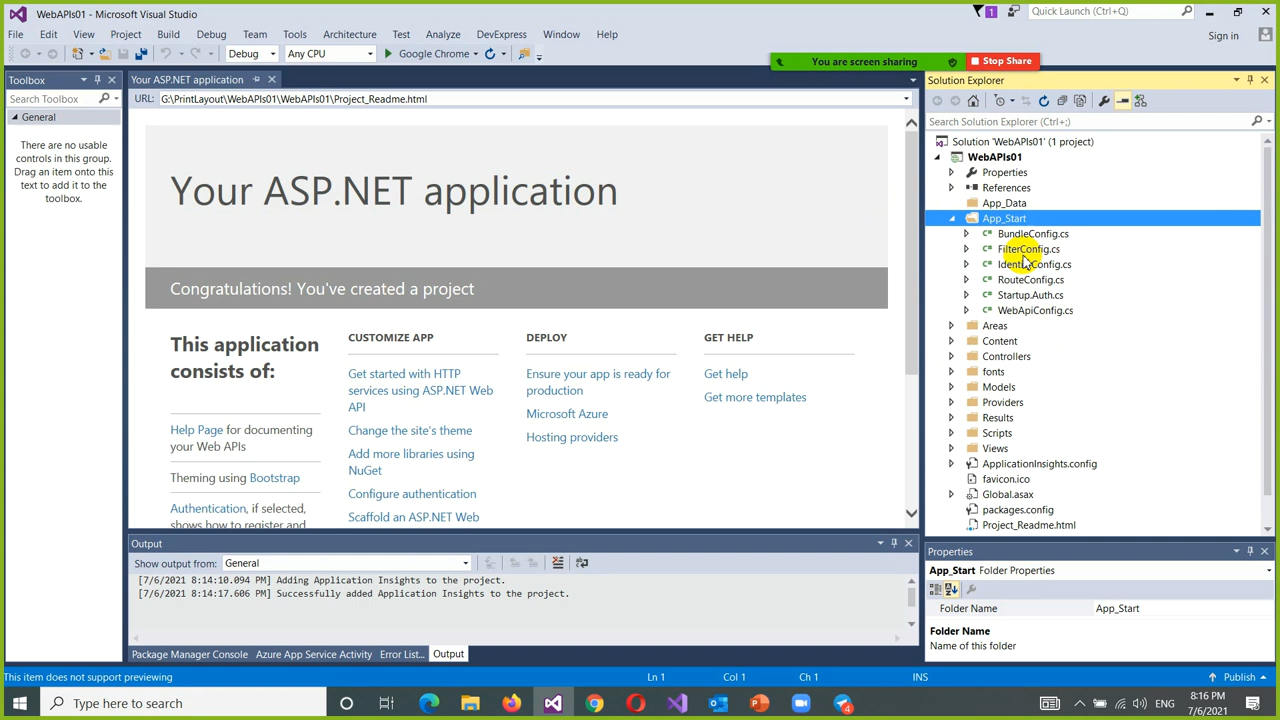 WebAPIs01 - Microsoft Visual Studio
1
Quick Launch (Ctrl+Q)
File Edit View Project Build Debug Team Tools Architecture Test Analyze DevExpress Window Help
Sign in
Debug Any CPU Google Chrome
You are screen sharing
Stop Share
Toolbox
Search Toolbox
General
There are no usable
controls in this group.
Drag an item onto this
text to add it to the
toolbox.
Your ASP.NET application
URL: G:\PrintLayout\WebAPIs01\WebAPIs01\Project_Readme.html
Your ASP.NET application
Congratulations! You've created a project
This application
consists of:
Help Page for documenting
your Web APIs
Theming using Bootstrap
Authentication, if selected,
shows how to register and
CUSTOMIZE APP
Get started with HTTP
services using ASP.NET Web
API
Change the site's theme
Add more libraries using
NuGet
Configure authentication
Scaffold an ASP.NET Web
DEPLOY
Ensure your app is ready for
production
Microsoft Azure
Hosting providers
GET HELP
Get help
Get more templates
Output
Show output from: General
[7/6/2021 8:14:10.094 PM] Adding Application Insights to the project.
[7/6/2021 8:14:17.606 PM] Successfully added Application Insights to the project.
Package Manager Console Azure App Service Activity Error List... Output
Solution Explorer
Search Solution Explorer (Ctrl+;)
Solution 'WebAPIs01' (1 project)
WebAPIs01
Properties
References
App_Data
App_Start
BundleConfig.cs
FilterConfig.cs
IdentityConfig.cs
RouteConfig.cs
Startup.Auth.cs
WebApiConfig.cs
Areas
Content
Controllers
fonts
Models
Providers
Results
Scripts
Views
ApplicationInsights.config
favicon.ico
Global.asax
packages.config
Project_Readme.html
Properties
App_Start Folder Properties
Folder Name App_Start
Folder Name
Name of this folder
This item does not support previewing Ln 1 Col 1 Ch 1 INS Publish
Type here to search
4
ENG
8:16 PM
7/6/2021